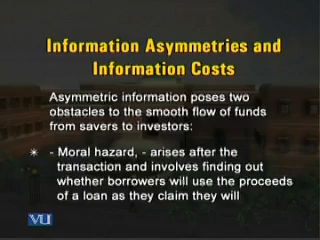 Information Asymmetries and
Information Costs
Asymmetric information poses two
obstacles to the smooth flow of funds
from savers to investors:
✴ - Moral hazard, - arises after the
transaction and involves finding out
whether borrowers will use the proceeds
of a loan as they claim they will
VU